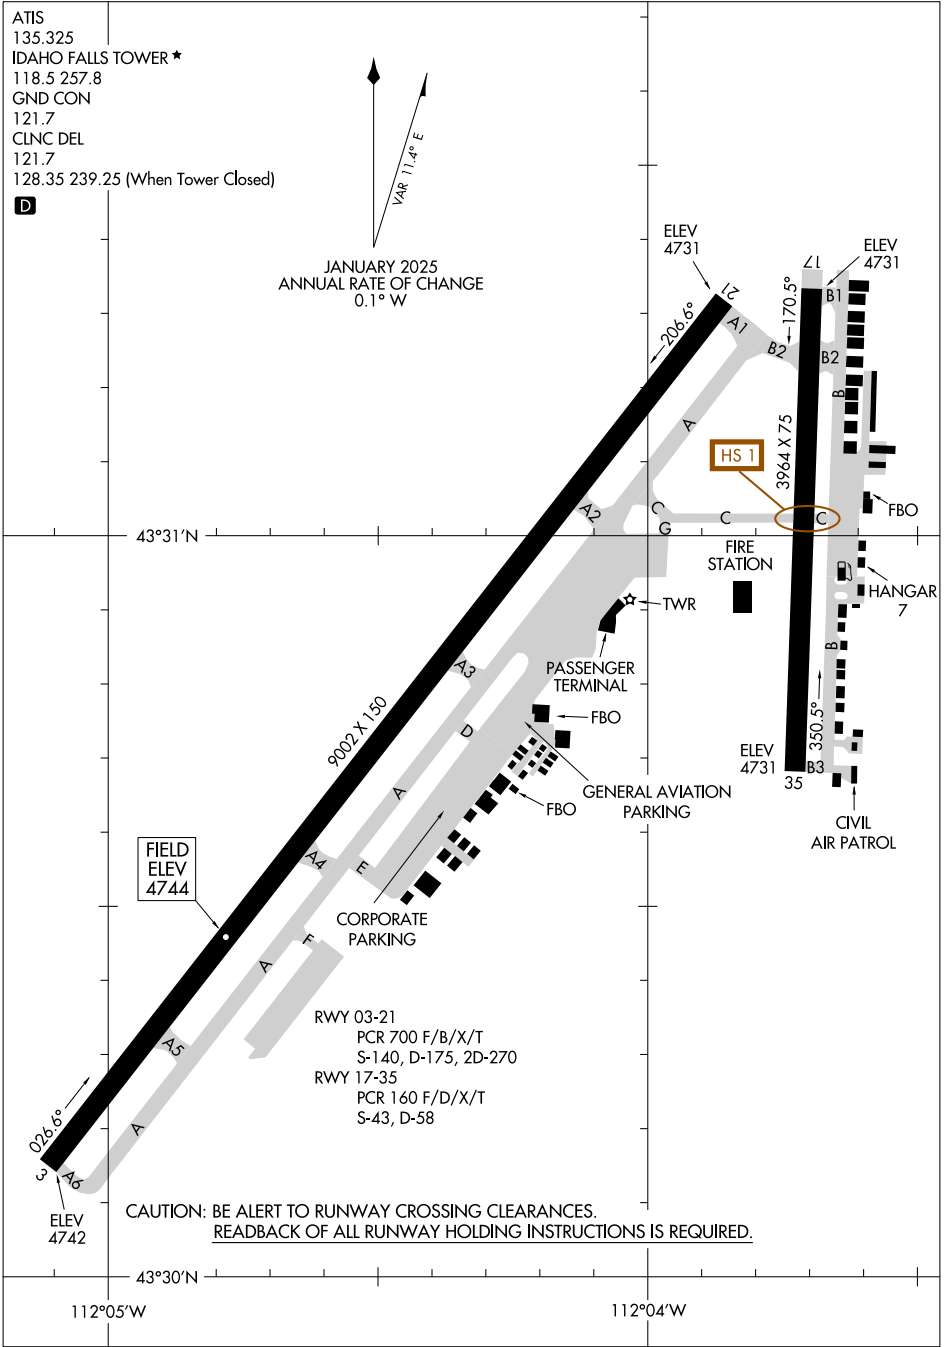 ATIS
135.325
IDAHO FALLS TOWER ★
118.5 257.8
GND CON
121.7
CLNC DEL
121.7
128.35 239.25 (When Tower Closed)
D
VAR 11.4° E
JANUARY 2025
ANNUAL RATE OF CHANGE
0.1° W
ELEV
4731
21
206.6°
A1
B2
170.5°
17
ELEV
4731
B1
B2
B
A
3964 X 75
HS 1
A2
C
G
C
C
FBO
43°31'N
FIRE
STATION
HANGAR
7
TWR
PASSENGER
TERMINAL
B
A3
FBO
D
9002 X 150
350.5°
ELEV
4731
35
B3
A
GENERAL AVIATION
PARKING
FBO
CIVIL
AIR PATROL
FIELD
ELEV
4744
A4
E
CORPORATE
PARKING
F
A
RWY 03-21
PCR 700 F/B/X/T
S-140, D-175, 2D-270
RWY 17-35
PCR 160 F/D/X/T
S-43, D-58
A5
026.6°
A
3
A6
ELEV
4742
CAUTION: BE ALERT TO RUNWAY CROSSING CLEARANCES.
READBACK OF ALL RUNWAY HOLDING INSTRUCTIONS IS REQUIRED.
43°30'N
112°05'W
112°04'W